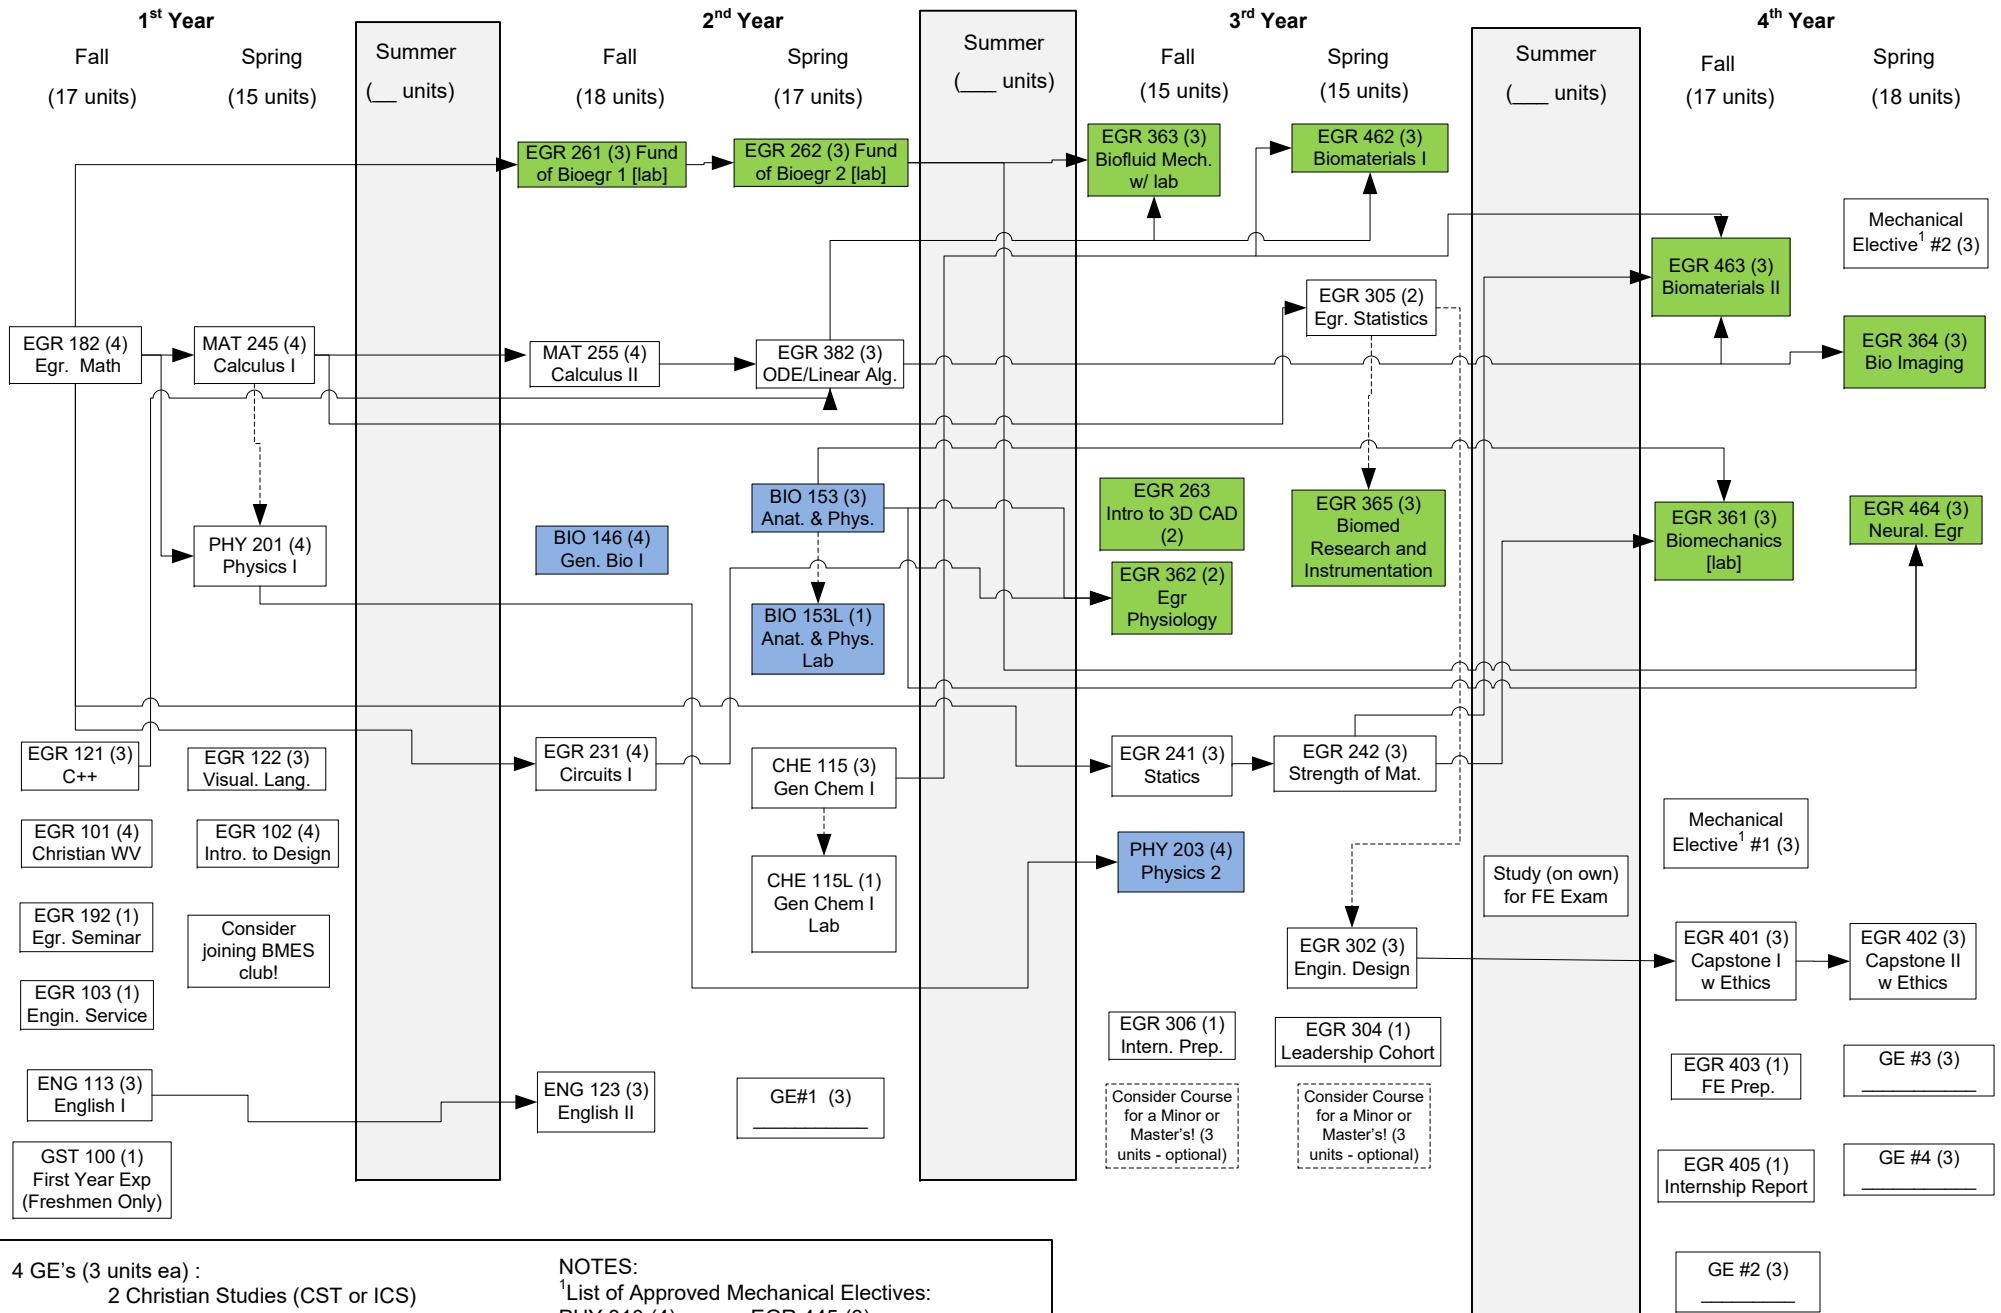 1st Year
2nd Year
3rd Year
4th Year
Fall
(17 units)
Spring
(15 units)
Summer
(__ units)
Fall
(18 units)
Spring
(17 units)
Summer
(___ units)
Fall
(15 units)
Spring
(15 units)
Summer
(___ units)
Fall
(17 units)
Spring
(18 units)
EGR 261 (3) Fund
of Bioegr 1 [lab]
EGR 262 (3) Fund
of Bioegr 2 [lab]
EGR 363 (3)
Biofluid Mech.
w/ lab
EGR 462 (3)
Biomaterials I
Mechanical
Elective1 #2 (3)
EGR 463 (3)
Biomaterials II
EGR 305 (2)
Egr. Statistics
EGR 182 (4)
Egr. Math
MAT 245 (4)
Calculus I
MAT 255 (4)
Calculus II
EGR 382 (3)
ODE/Linear Alg.
EGR 364 (3)
Bio Imaging
PHY 201 (4)
Physics I
BIO 146 (4)
Gen. Bio I
BIO 153 (3)
Anat. & Phys.
EGR 263
Intro to 3D CAD
(2)
EGR 365 (3)
Biomed
Research and
Instrumentation
EGR 361 (3)
Biomechanics
[lab]
EGR 464 (3)
Neural. Egr
BIO 153L (1)
Anat. & Phys.
Lab
EGR 362 (2)
Egr
Physiology
EGR 121 (3)
C++
EGR 122 (3)
Visual. Lang.
EGR 231 (4)
Circuits I
CHE 115 (3)
Gen Chem I
EGR 241 (3)
Statics
EGR 242 (3)
Strength of Mat.
EGR 101 (4)
Christian WV
EGR 102 (4)
Intro. to Design
CHE 115L (1)
Gen Chem I
Lab
PHY 203 (4)
Physics 2
Study (on own)
for FE Exam
Mechanical
Elective1 #1 (3)
EGR 192 (1)
Egr. Seminar
Consider
joining BMES
club!
EGR 302 (3)
Engin. Design
EGR 401 (3)
Capstone I
w Ethics
EGR 402 (3)
Capstone II
w Ethics
EGR 103 (1)
Engin. Service
EGR 306 (1)
Intern. Prep.
EGR 304 (1)
Leadership Cohort
EGR 403 (1)
FE Prep.
GE #3 (3)
___________
ENG 113 (3)
English I
ENG 123 (3)
English II
GE#1 (3)
___________
Consider Course
for a Minor or
Master's! (3
units - optional)
Consider Course
for a Minor or
Master's! (3
units - optional)
GST 100 (1)
First Year Exp
(Freshmen Only)
EGR 405 (1)
Internship Report
GE #4 (3)
___________
GE #2 (3)
_________
4 GE's (3 units ea) :
2 Christian Studies (CST or ICS)
NOTES:
1List of Approved Mechanical Electives: